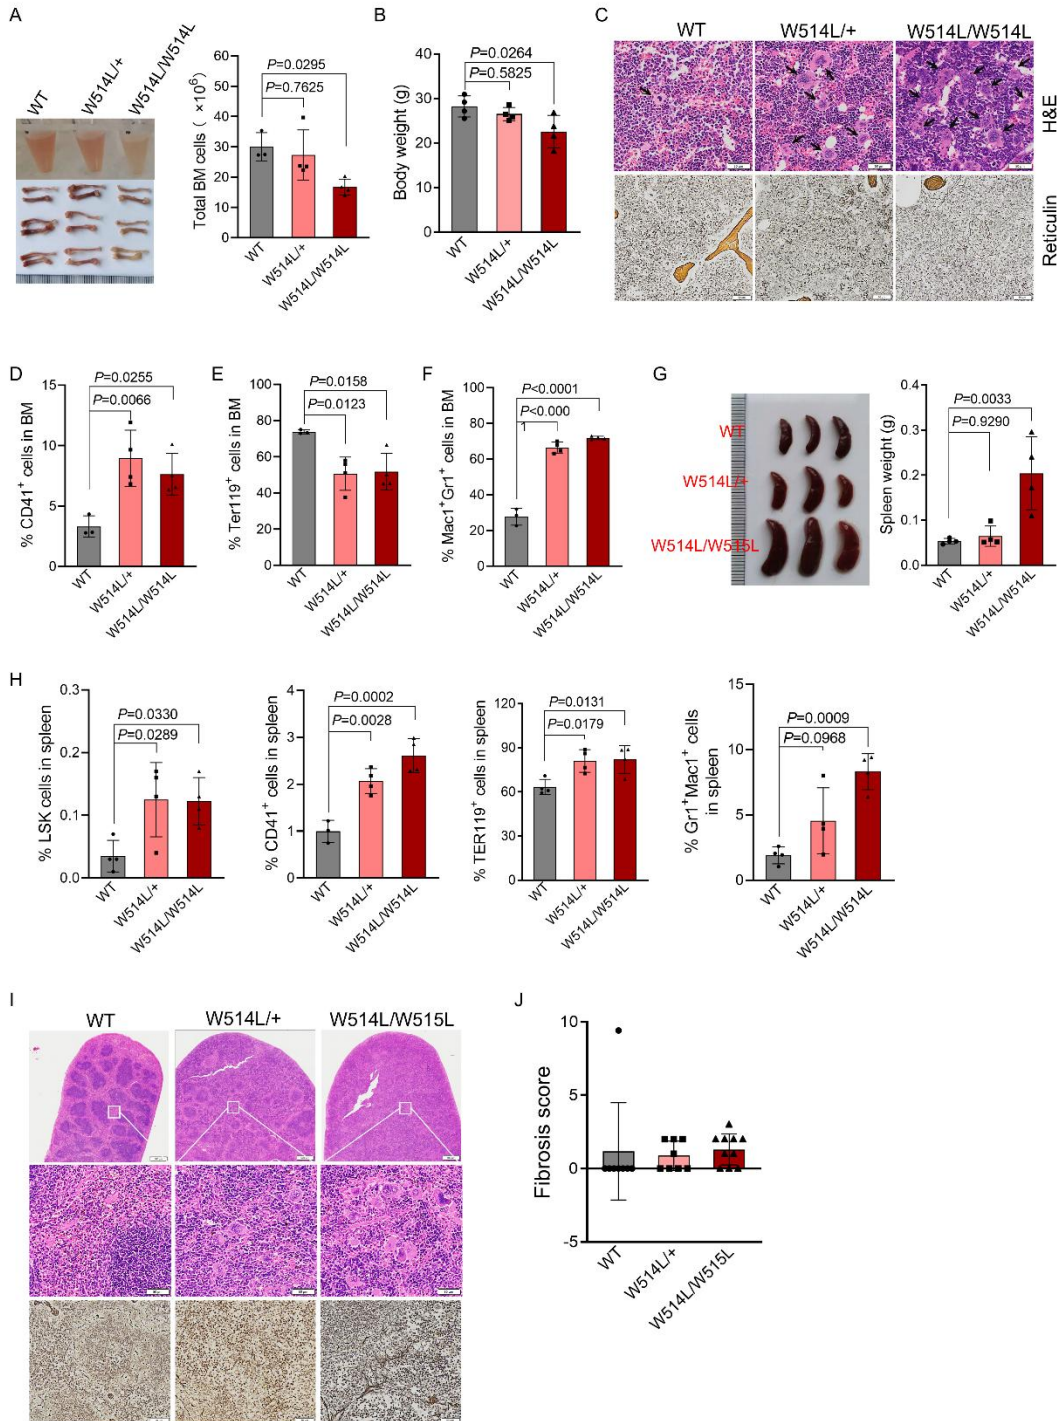 A
WT
W514L/+
W514L/W514L
Total BM cells ( ×10⁶)
60
50
40
30
20
10
0
P=0.0295
P=0.7625
WT
W514L/+
W514L/W514L
B
Body weight (g)
40
30
20
10
0
P=0.0264
P=0.5825
WT
W514L/+
W514L/W514L
C
WT
W514L/+
W514L/W514L
H&E
Reticulin
D
% CD41⁺ cells in BM
15
10
5
0
P=0.0255
P=0.0066
WT
W514L/+
W514L/W514L
E
% Ter119⁺ cells in BM
100
80
60
40
20
0
P=0.0158
P=0.0123
WT
W514L/+
W514L/W514L
F
% Mac1⁺Gr1⁺ cells in BM
100
80
60
40
20
0
P<0.0001
P<0.000
1
WT
W514L/+
W514L/W514L
G
WT
W514L/+
W514L/W515L
Spleen weight (g)
0.4
0.3
0.2
0.1
0.0
P=0.0033
P=0.9290
WT
W514L/+
W514L/W514L
H
% LSK cells in spleen
0.3
0.2
0.1
0.0
P=0.0330
P=0.0289
WT
W514L/+
W514L/W514L
% CD41⁺ cells in spleen
4
3
2
1
0
P=0.0002
P=0.0028
WT
W514L/+
W514L/W514L
% TER119⁺ cells in spleen
120
90
60
30
0
P=0.0131
P=0.0179
WT
W514L/+
W514L/W514L
% Gr1⁺Mac1⁺ cells
in spleen
15
10
5
0
P=0.0009
P=0.0968
WT
W514L/+
W514L/W514L
I
WT
W514L/+
W514L/W515L
J
Fibrosis score
10
5
0
-5
WT
W514L/+
W514L/W515L